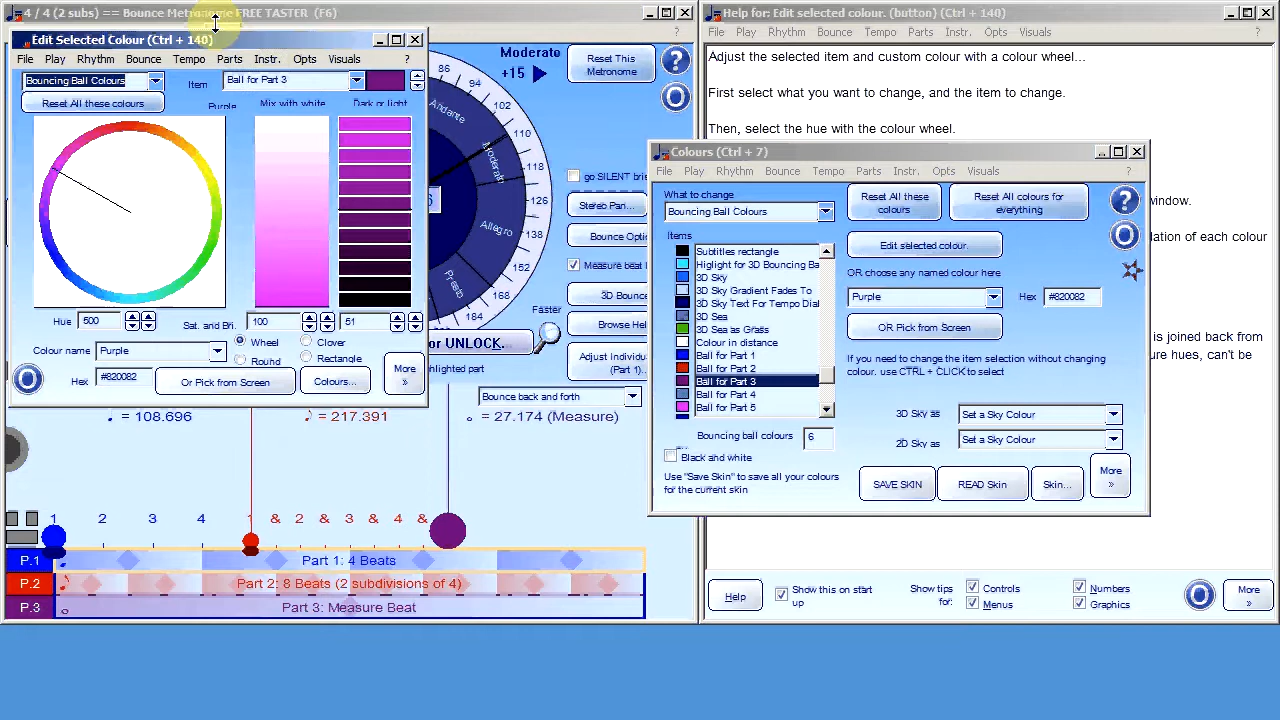 4 / 4 (2 subs) == Bounce Metronome FREE TASTER (F6)
?
Edit Selected Colour (Ctrl + 140)
File Play Rhythm Bounce Tempo Parts Instr. Opts Visuals ?
Bouncing Ball Colours
Item
Ball for Part 3
Reset All these colours
Purple
Mix with white
Dark or light
Hue 500
Sat. and Bri. 100 51
Colour name Purple
Wheel
Clover
Round
Rectangle
Hex #820082
Or Pick from Screen
Colours...
More
»
Moderato
+15
Reset This
Metronome
?
86 94 102 110 118 126 138 152 168 184
Andante
Moderato
Allegro
Presto
6
go SILENT bri
Stereo Pan...
Bounce Opti
Measure beat
Faster
3D Bounce
or UNLOCK..
Browse Hel
Adjust Individu
(Part 1)...
hlighted part
Bounce back and forth
= 108.696
= 217.391
= 27.174 (Measure)
1 2 3 4 1 & 2 & 3 & 4 &
P.1 Part 1: 4 Beats
P.2 Part 2: 8 Beats (2 subdivisions of 4)
P.3 Part 3: Measure Beat
Help for: Edit selected colour. (button) (Ctrl + 140)
File Play Rhythm Bounce Tempo Parts Instr. Opts Visuals ?
Adjust the selected item and custom colour with a colour wheel...
First select what you want to change, and the item to change.
Then, select the hue with the colour wheel.
window.
lation of each colour
is joined back from
ure hues, can't be
Colours (Ctrl + 7)
File Play Rhythm Bounce Tempo Parts Instr. Opts Visuals ?
What to change
Bouncing Ball Colours
Reset All these
colours
Reset All colours for
everything
?
Items
Subtitles rectangle
Higlight for 3D Bouncing Ba
3D Sky
3D Sky Gradient Fades To
3D Sky Text For Tempo Dial
3D Sea
3D Sea as Grass
Colour in distance
Ball for Part 1
Ball for Part 2
Ball for Part 3
Ball for Part 4
Ball for Part 5
Edit selected colour.
OR choose any named colour here
Purple
Hex #820082
OR Pick from Screen
If you need to change the item selection without changing
colour. use CTRL + CLICK to select
3D Sky as Set a Sky Colour
2D Sky as Set a Sky Colour
Bouncing ball colours 6
Black and white
Use "Save Skin" to save all your colours
for the current skin
SAVE SKIN
READ Skin
Skin...
More
»
Help
Show this on start
up
Show tips
for:
Controls
Menus
Numbers
Graphics
More
»